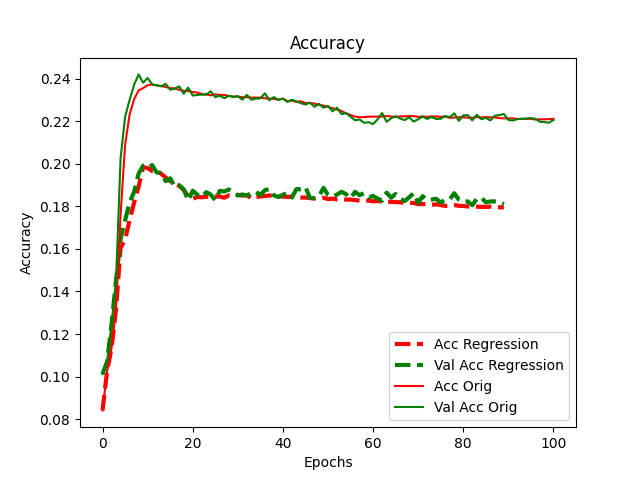 Accuracy
0.24
0.22
0.20
0.18
0.16
0.14
0.12
0.10
0.08
Accuracy
0
20
40
60
80
100
Epochs
Acc Regression
Val Acc Regression
Acc Orig
Val Acc Orig